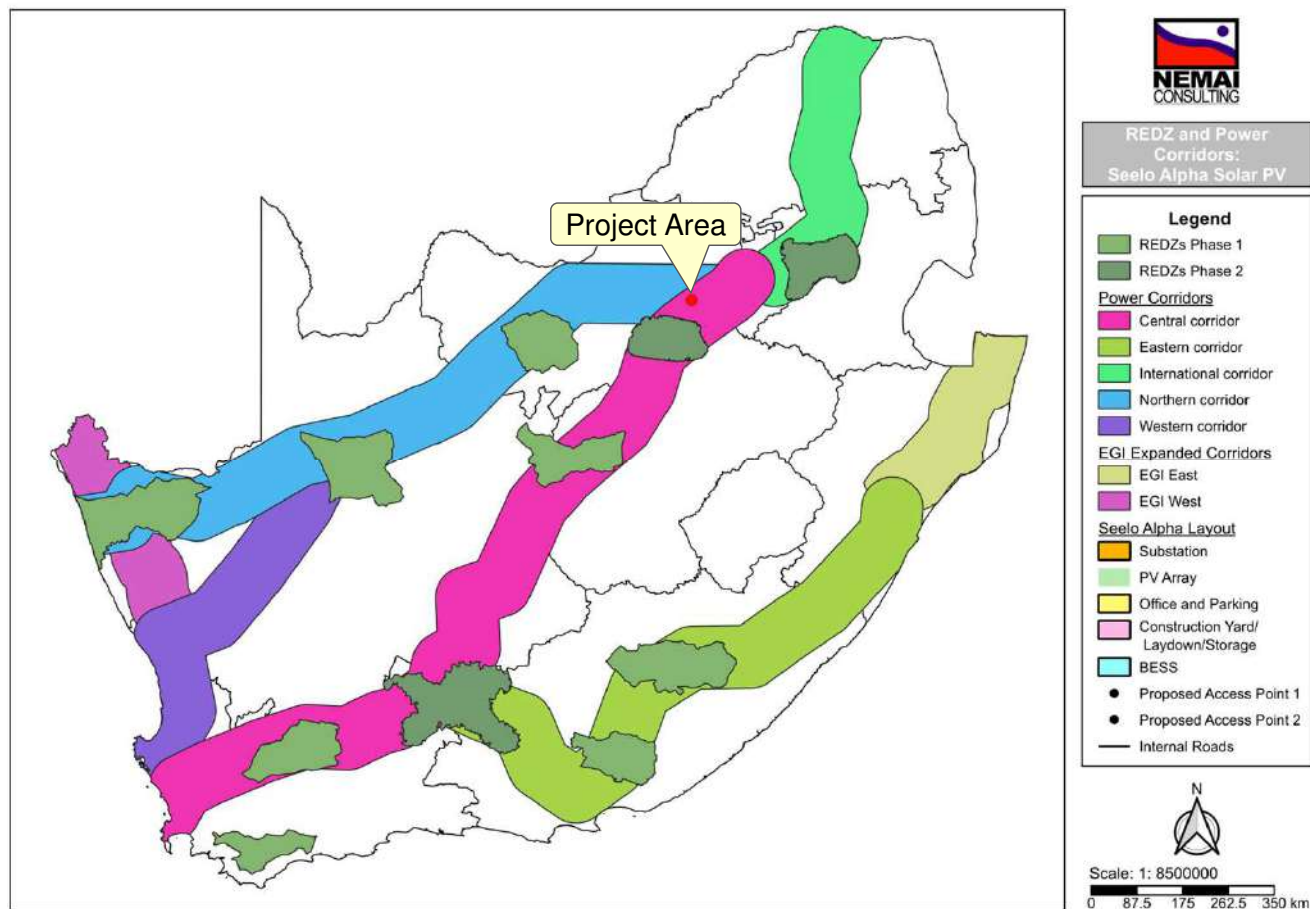 Project Area
NEMAI
CONSULTING
REDZ and Power
Corridors:
Seelo Alpha Solar PV
Legend
REDZs Phase 1
REDZs Phase 2
Power Corridors
Central corridor
Eastern corridor
International corridor
Northern corridor
Western corridor
EGI Expanded Corridors
EGI East
EGI West
Seelo Alpha Layout
Substation
PV Array
Office and Parking
Construction Yard/
Laydown/Storage
BESS
Proposed Access Point 1
Proposed Access Point 2
Internal Roads
N
Scale: 1: 8500000
0 87.5 175 262.5 350 km